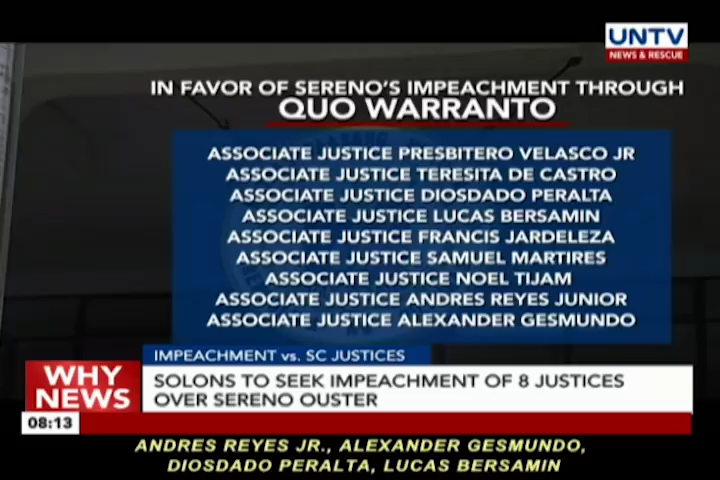 UNTV
NEWS & RESCUE
IN FAVOR OF SERENO'S IMPEACHMENT THROUGH
QUO WARRANTO
ASSOCIATE JUSTICE PRESBITERO VELASCO JR
ASSOCIATE JUSTICE TERESITA DE CASTRO
ASSOCIATE JUSTICE DIOSDADO PERALTA
ASSOCIATE JUSTICE LUCAS BERSAMIN
ASSOCIATE JUSTICE FRANCIS JARDELEZA
ASSOCIATE JUSTICE SAMUEL MARTIRES
ASSOCIATE JUSTICE NOEL TIJAM
ASSOCIATE JUSTICE ANDRES REYES JUNIOR
ASSOCIATE JUSTICE ALEXANDER GESMUNDO
IMPEACHMENT vs. SC JUSTICES
WHY
NEWS
SOLONS TO SEEK IMPEACHMENT OF 8 JUSTICES
OVER SERENO OUSTER
08:13
ANDRES REYES JR., ALEXANDER GESMUNDO,
DIOSDADO PERALTA, LUCAS BERSAMIN